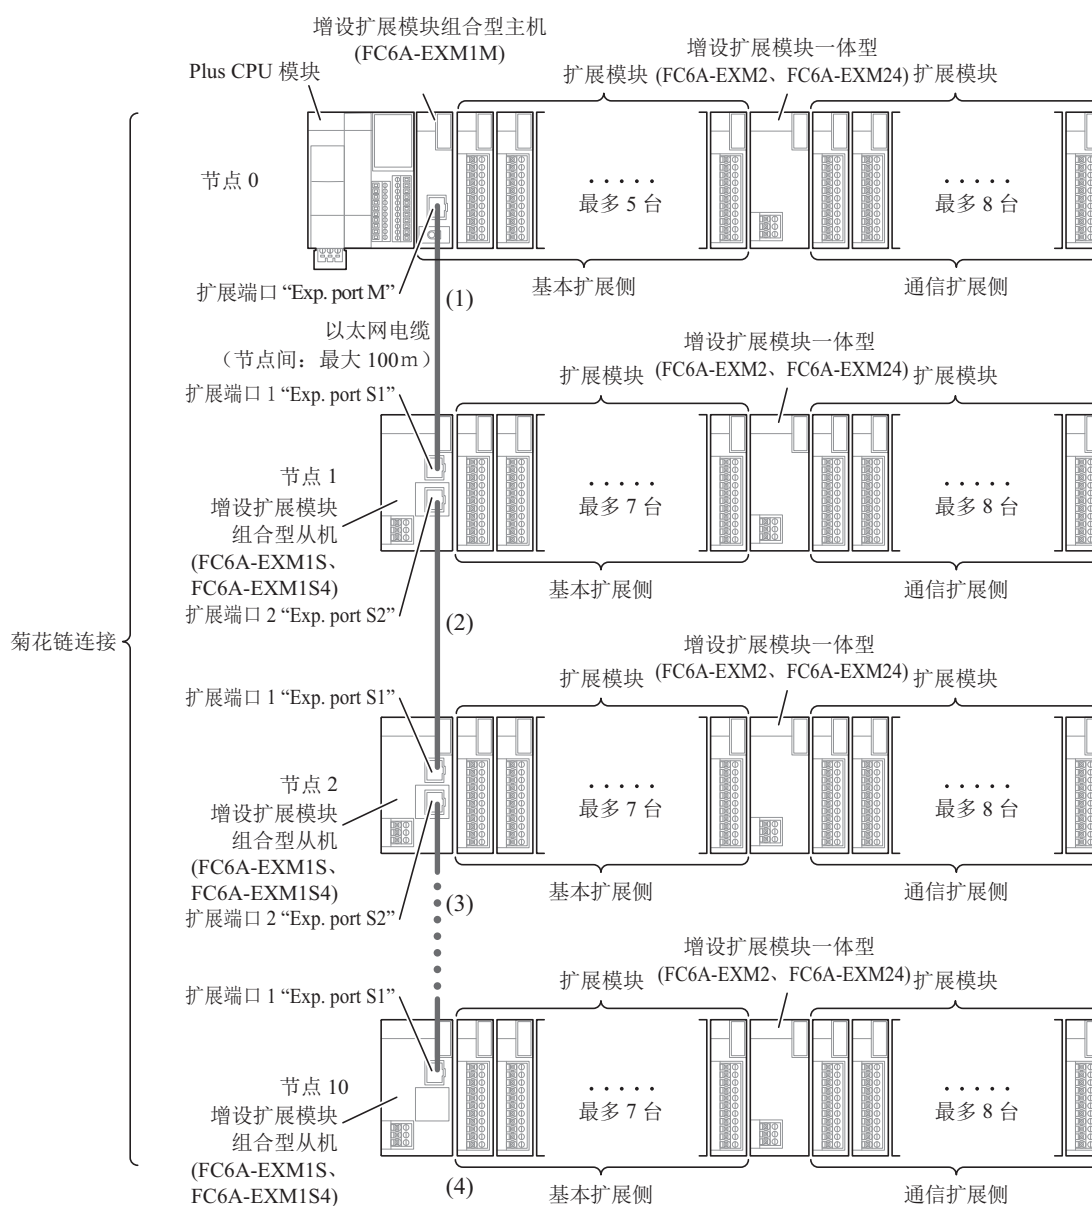 增设扩展模块组合型主机
(FC6A-EXM1M)
Plus CPU 模块
扩展模块
增设扩展模块一体型
(FC6A-EXM2、FC6A-EXM24)
扩展模块
节点 0
最多 5 台
最多 8 台
扩展端口 “Exp. port M”
(1)
基本扩展侧
通信扩展侧
以太网电缆
（节点间：最大 100m）
扩展端口 1 “Exp. port S1”
扩展模块
增设扩展模块一体型
(FC6A-EXM2、FC6A-EXM24)
扩展模块
节点 1
增设扩展模块
组合型从机
(FC6A-EXM1S、
FC6A-EXM1S4)
最多 7 台
最多 8 台
扩展端口 2 “Exp. port S2”
(2)
基本扩展侧
通信扩展侧
菊花链连接
扩展端口 1 “Exp. port S1”
扩展模块
增设扩展模块一体型
(FC6A-EXM2、FC6A-EXM24)
扩展模块
节点 2
增设扩展模块
组合型从机
(FC6A-EXM1S、
FC6A-EXM1S4)
最多 7 台
最多 8 台
扩展端口 2 “Exp. port S2”
(3)
基本扩展侧
通信扩展侧
扩展端口 1 “Exp. port S1”
扩展模块
增设扩展模块一体型
(FC6A-EXM2、FC6A-EXM24)
扩展模块
节点 10
增设扩展模块
组合型从机
(FC6A-EXM1S、
FC6A-EXM1S4)
最多 7 台
最多 8 台
(4)
基本扩展侧
通信扩展侧